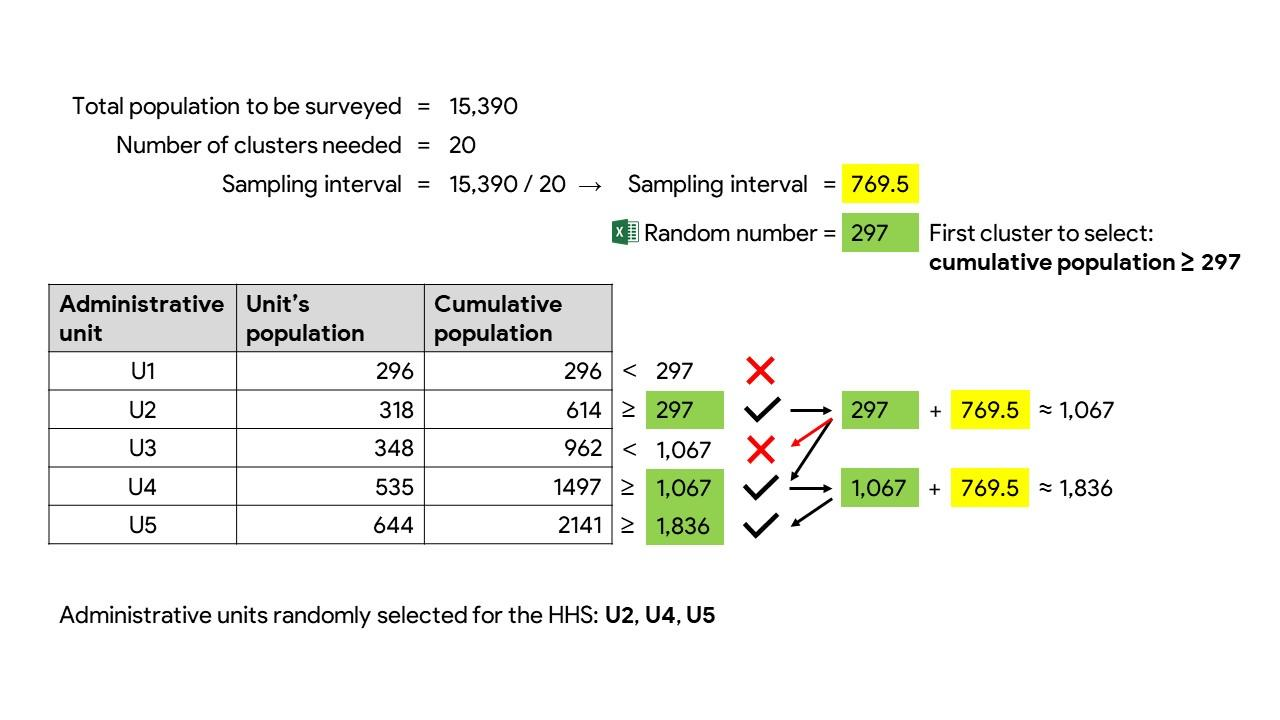 Total population to be surveyed = 15,390
Number of clusters needed = 20
Sampling interval = 15,390 / 20 → Sampling interval = 769.5
Random number = 297 First cluster to select:
cumulative population ≥ 297
Administrative unit Unit’s population Cumulative population
U1 296 296 < 297
U2 318 614 ≥ 297 297 + 769.5 ≈ 1,067
U3 348 962 < 1,067
U4 535 1497 ≥ 1,067 1,067 + 769.5 ≈ 1,836
U5 644 2141 ≥ 1,836
Administrative units randomly selected for the HHS: U2, U4, U5